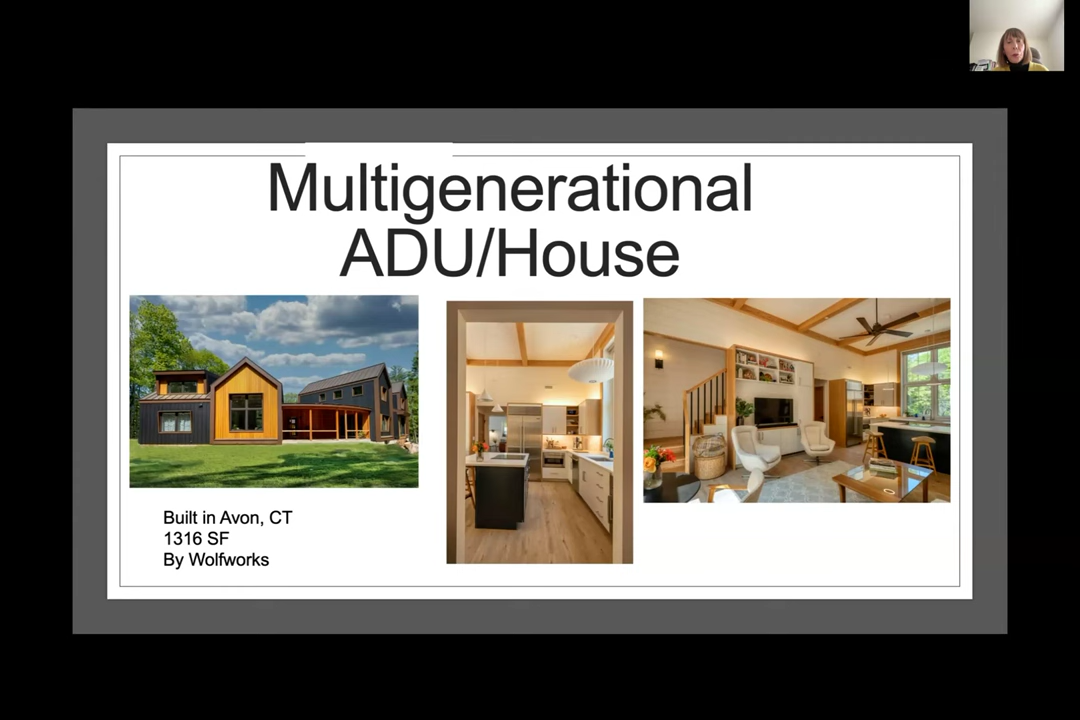 Multigenerational
ADU/House
Built in Avon, CT
1316 SF
By Wolfworks